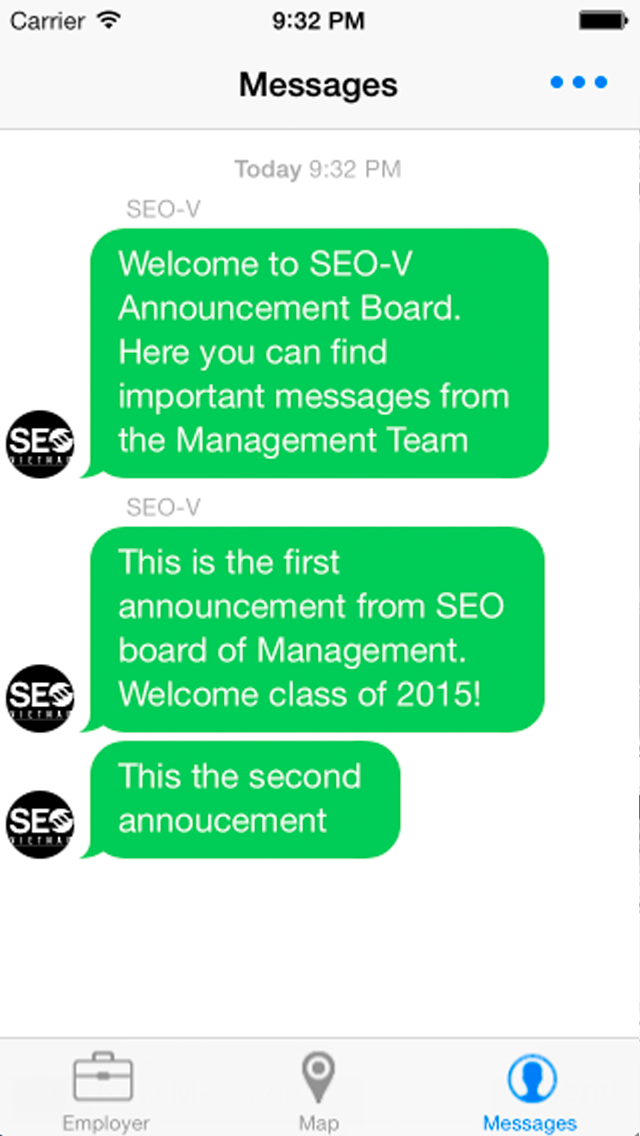 Carrier 9:32 PM
Messages
Today 9:32 PM
SEO-V
Welcome to SEO-V
Announcement Board.
Here you can find
important messages from
the Management Team
SEO
SEO-V
This is the first
announcement from SEO
board of Management.
Welcome class of 2015!
SEO
This the second
annoucement
SEO
Employer Map Messages